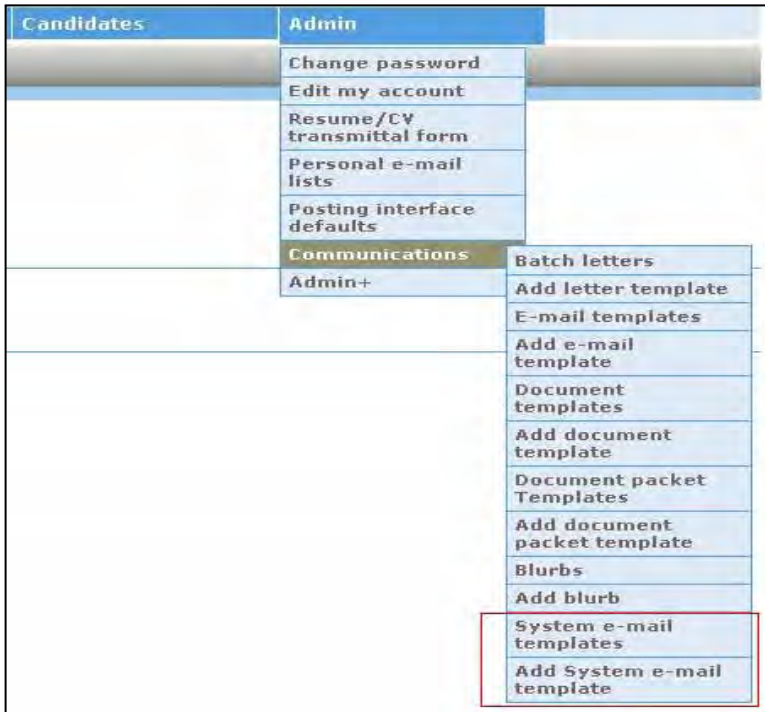 Candidates
Admin
Change password
Edit my account
Resume/CV
transmittal form
Personal e-mail
lists
Posting interface
defaults
Communications
Admin+
Batch letters
Add letter template
E-mail templates
Add e-mail
template
Document
templates
Add document
template
Document packet
Templates
Add document
packet template
Blurbs
Add blurb
System e-mail
templates
Add System e-mail
template